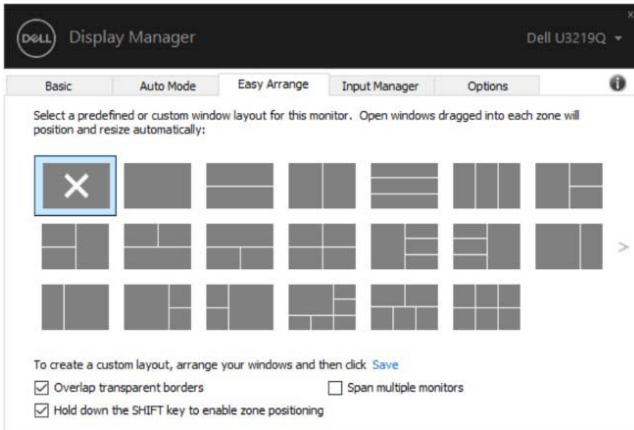 DELL Display Manager Dell U3219Q
Basic Auto Mode Easy Arrange Input Manager Options
Select a predefined or custom window layout for this monitor. Open windows dragged into each zone will
position and resize automatically:
To create a custom layout, arrange your windows and then click Save
Overlap transparent borders Span multiple monitors
Hold down the SHIFT key to enable zone positioning